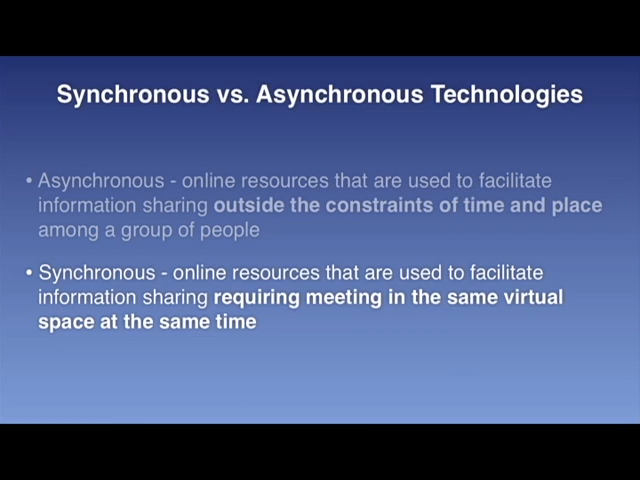 Synchronous vs. Asynchronous Technologies
• Asynchronous - online resources that are used to facilitate
information sharing outside the constraints of time and place
among a group of people
• Synchronous - online resources that are used to facilitate
information sharing requiring meeting in the same virtual
space at the same time